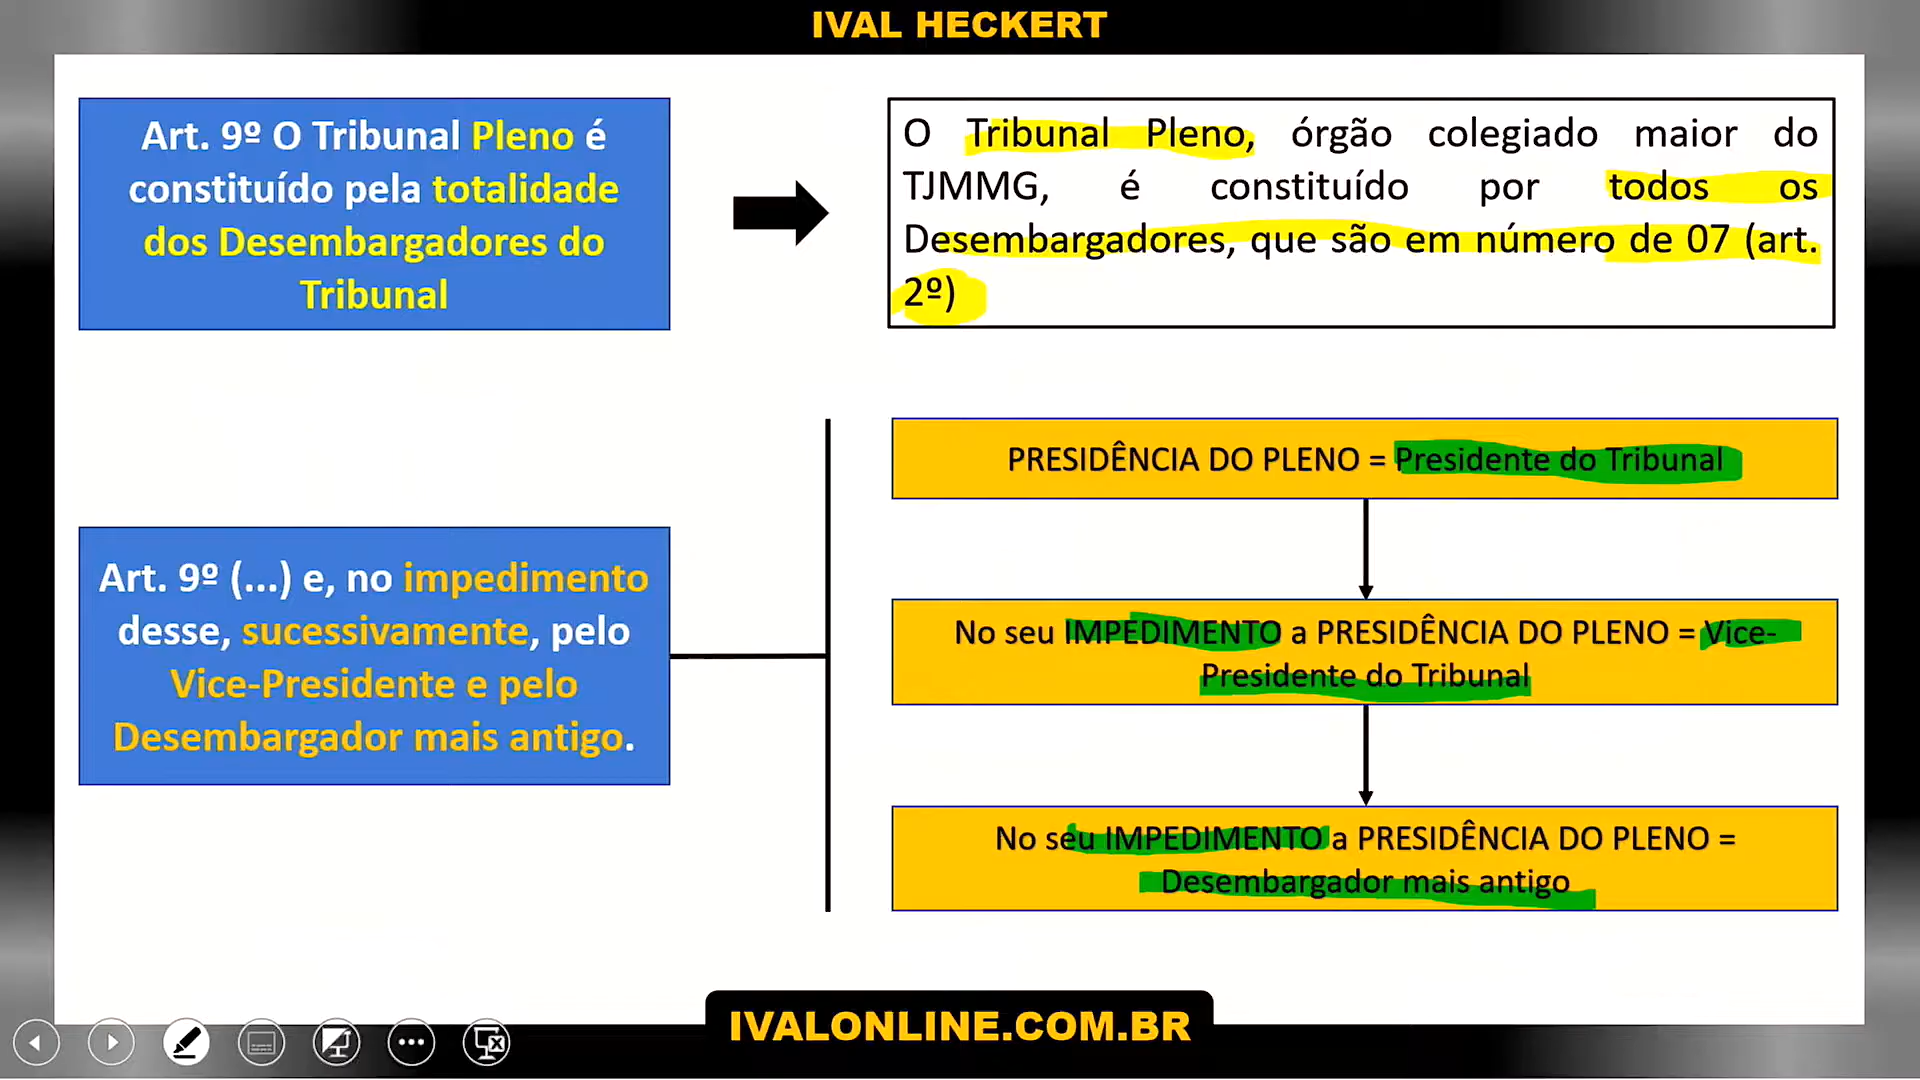 IVAL HECKERT
Art. 9º O Tribunal Pleno é
constituído pela totalidade
dos Desembargadores do
Tribunal
O Tribunal Pleno, órgão colegiado maior do
TJMMG, é constituído por todos os
Desembargadores, que são em número de 07 (art.
2º)
Art. 9º (...) e, no impedimento
desse, sucessivamente, pelo
Vice-Presidente e pelo
Desembargador mais antigo.
PRESIDÊNCIA DO PLENO = Presidente do Tribunal
No seu IMPEDIMENTO a PRESIDÊNCIA DO PLENO = Vice-
Presidente do Tribunal
No seu IMPEDIMENTO a PRESIDÊNCIA DO PLENO =
Desembargador mais antigo
IVALONLINE.COM.BR